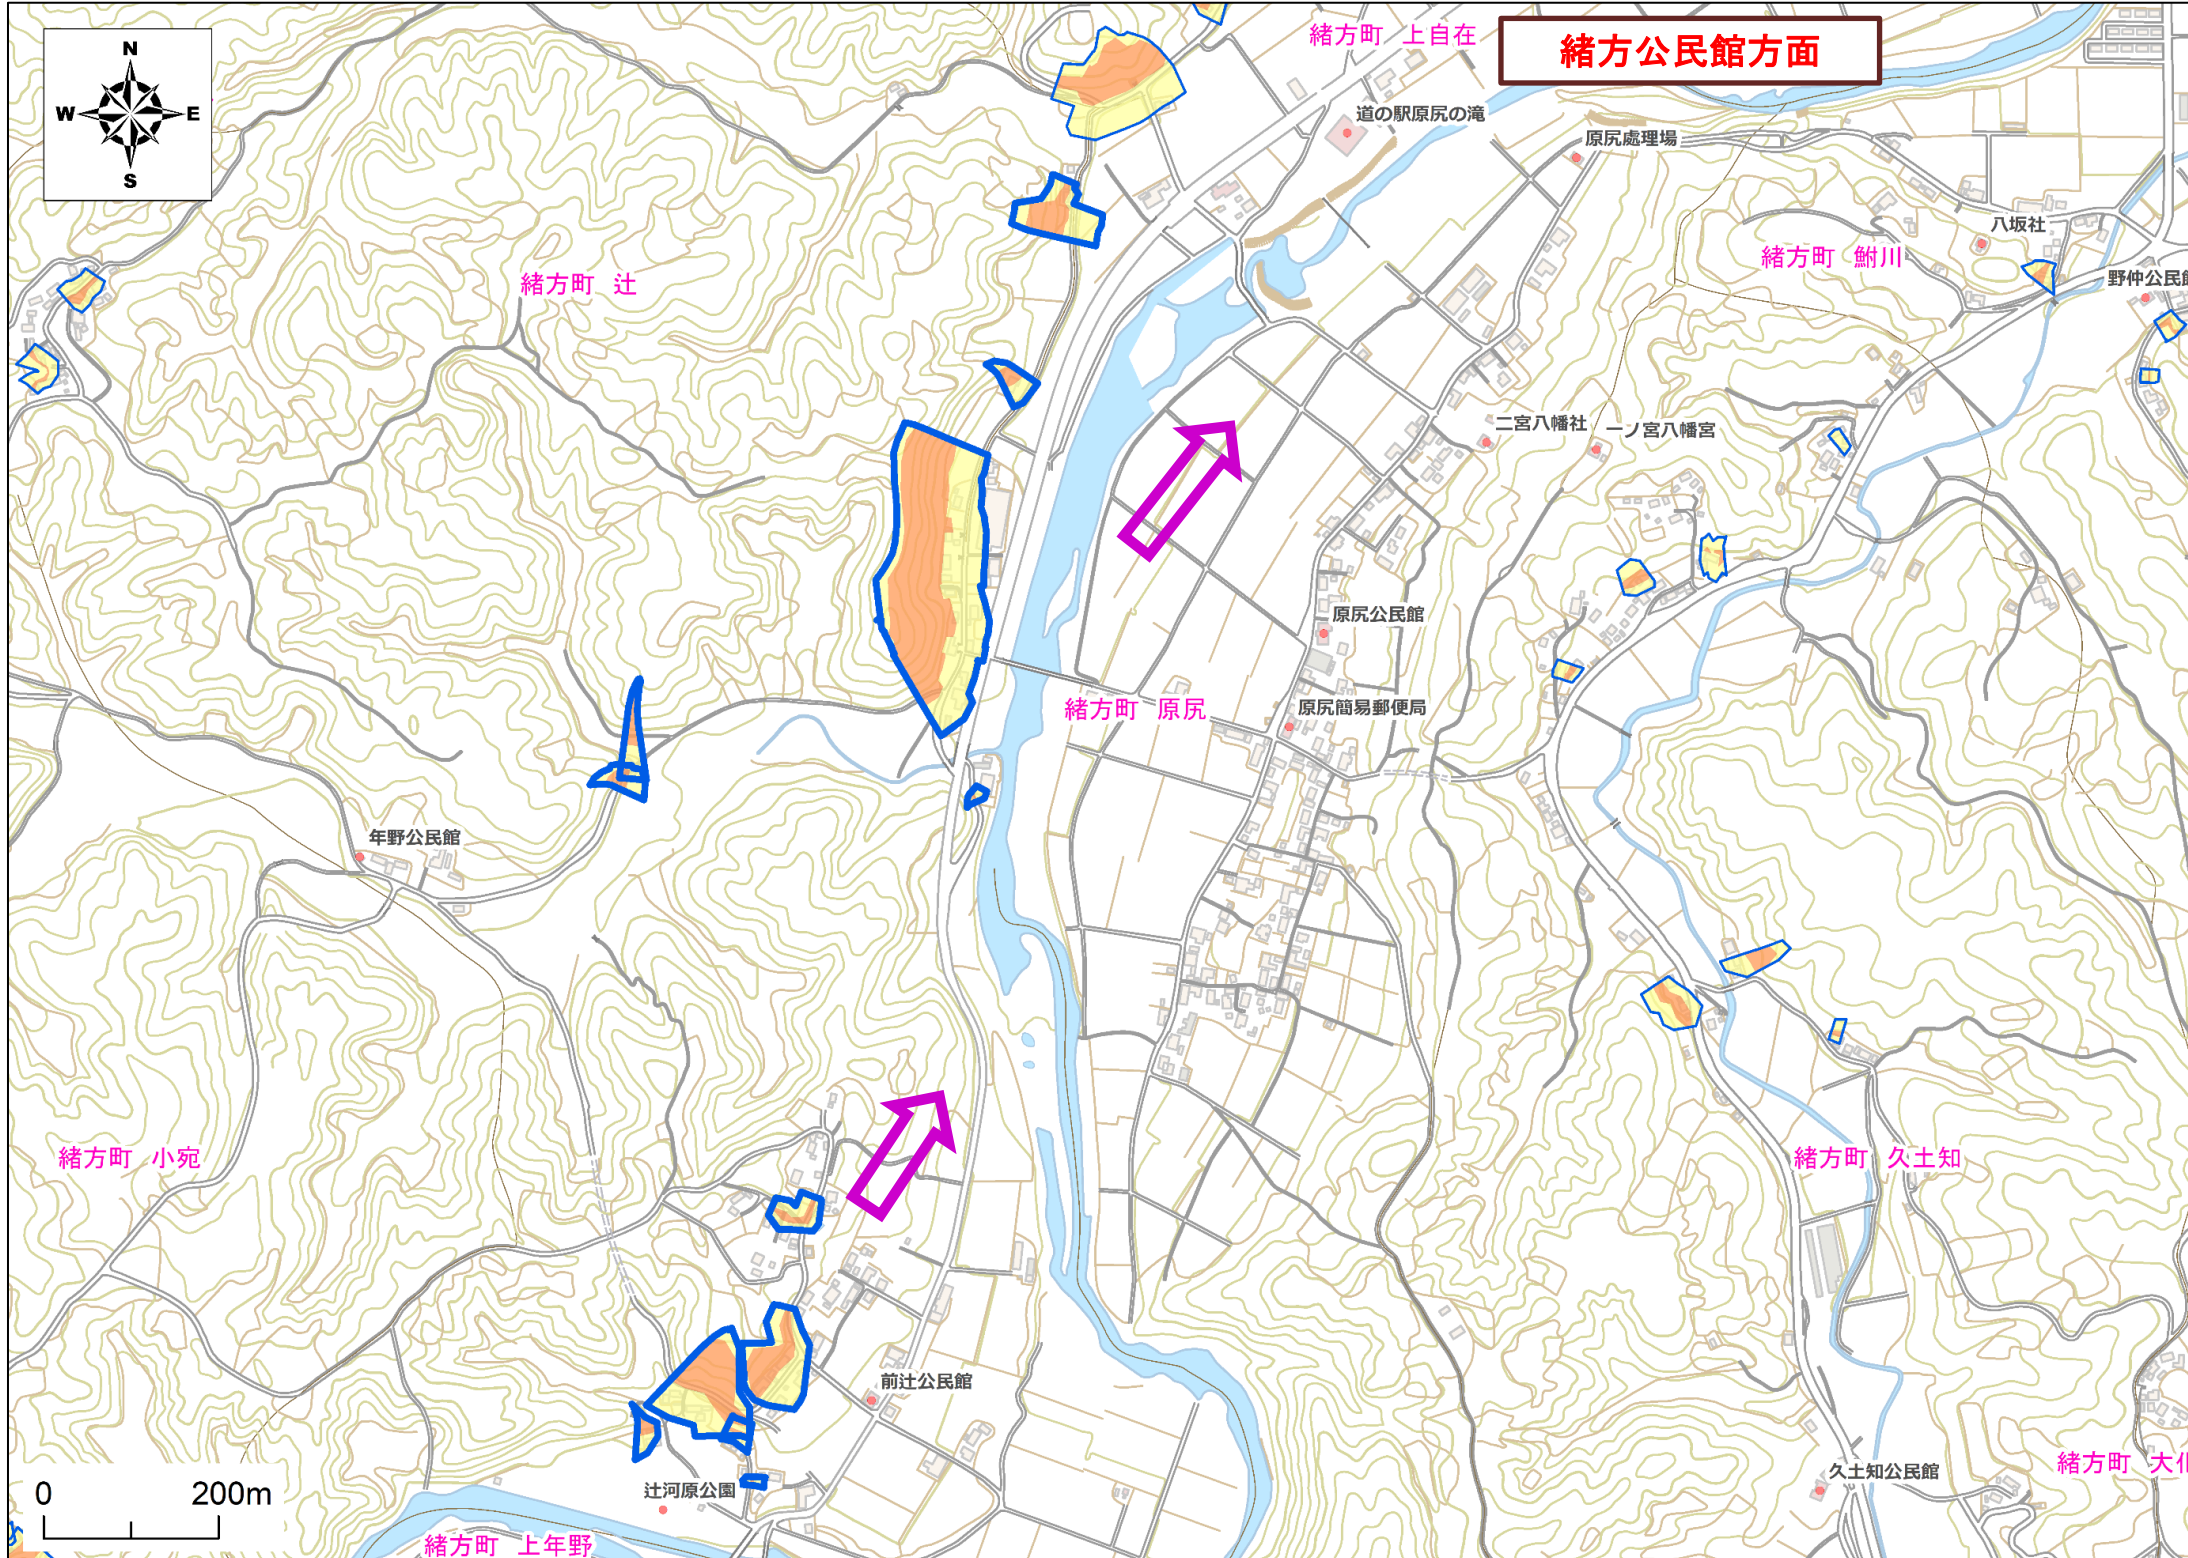 緒方町 上自在
緒方公民館方面
N
W
E
S
道の駅原尻の滝
原尻處理場
八坂社
緒方町 鮒川
野仲公民館
緒方町 辻
二宮八幡社
一ノ宮八幡宮
原尻公民館
緒方町 原尻
原尻簡易郵便局
年野公民館
緒方町 小宛
緒方町 久土知
前辻公民館
久土知公民館
緒方町 大
0
200m
辻河原公園
緒方町 上年野